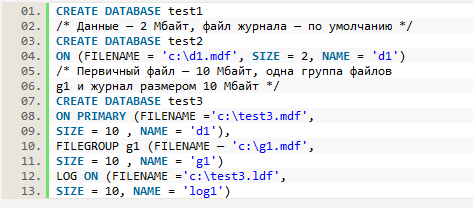 01. CREATE DATABASE test1
02. /* Данные — 2 Мбайт, файл журнала — по умолчанию */
03. CREATE DATABASE test2
04. ON (FILENAME = 'c:\d1.mdf', SIZE = 2, NAME = 'd1')
05. /* Первичный файл — 10 Мбайт, одна группа файлов
06. g1 и журнал размером 10 Мбайт */
07. CREATE DATABASE test3
08. ON PRIMARY (FILENAME ='c:\test3.mdf',
09. SIZE = 10 , NAME = 'd1'),
10. FILEGROUP g1 (FILENAME — 'c:\g1.mdf',
11. SIZE = 10 , NAME = 'g1')
12. LOG ON (FILENAME ='c:\test3.ldf',
13. SIZE = 10, NAME = 'log1')